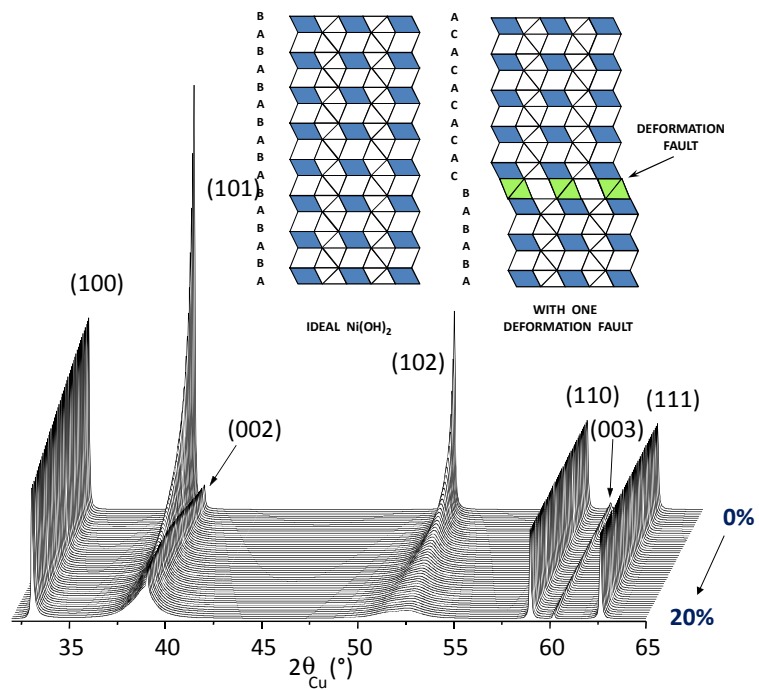 B
A
B
A
B
A
B
A
B
A
B
A
B
A
B
A
IDEAL Ni(OH)2
A
C
A
C
A
C
A
C
A
C
B
A
B
A
B
A
WITH ONE
DEFORMATION FAULT
DEFORMATION
FAULT
(100)
(101)
(002)
(102)
(110)
(003)
(111)
0%
20%
35
40
45
50
55
60
65
2θCu(°)